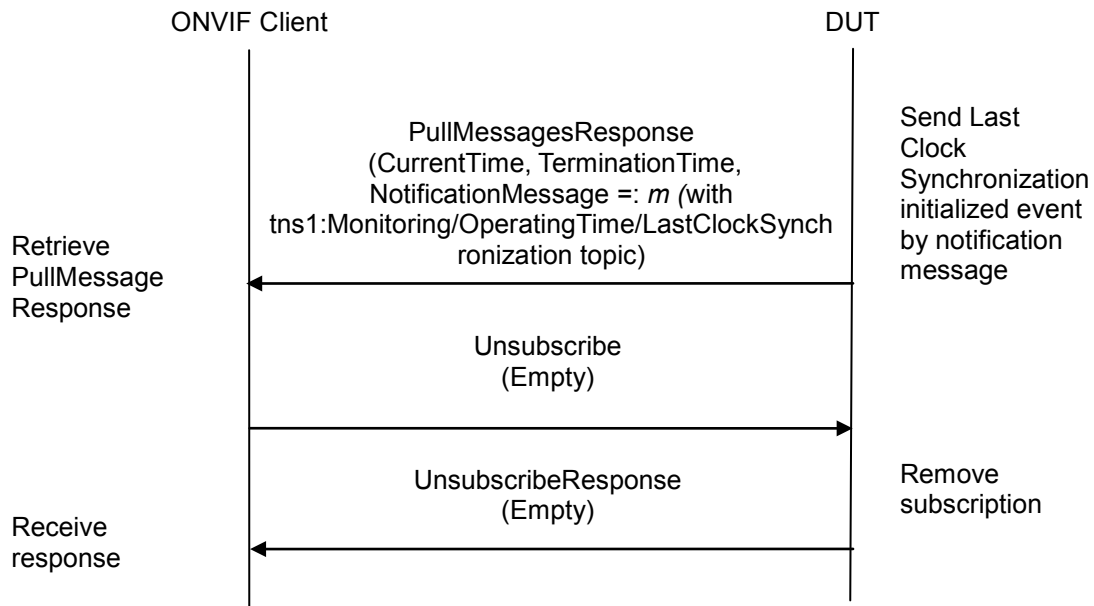 ONVIF Client
DUT
PullMessagesResponse
(CurrentTime, TerminationTime,
NotificationMessage =: m (with
tns1:Monitoring/OperatingTime/LastClockSynch
ronization topic)
Send Last
Clock
Synchronization
initialized event
by notification
message
Retrieve
PullMessage
Response
Unsubscribe
(Empty)
UnsubscribeResponse
(Empty)
Remove
subscription
Receive
response